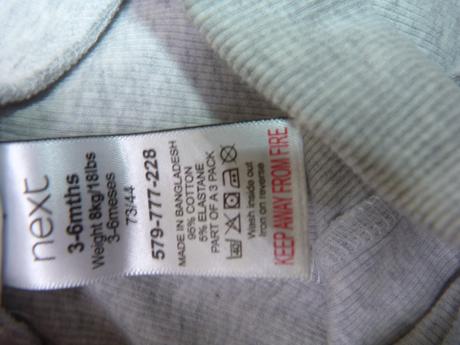 next
3-6mths
Weight 8kg/18lbs
3-6meses
73/44
579-777-228
MADE IN BANGLADESH
95% COTTON
5% ELASTANE
PART OF A 3 PACK
40
Wash inside out
iron on reverse
KEEP AWAY FROM FIRE